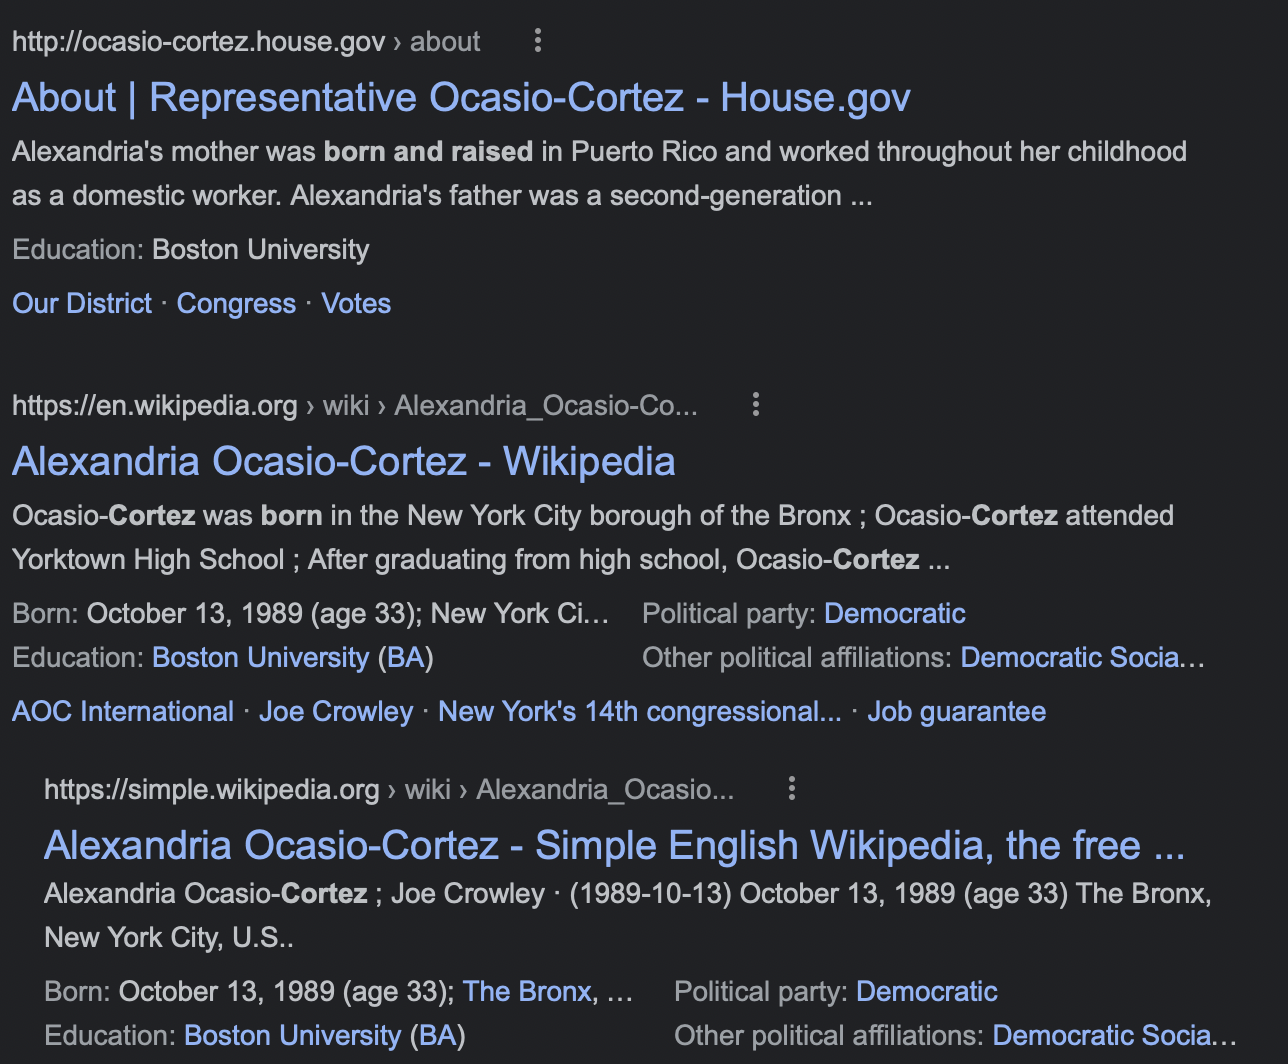 http://ocasio-cortez.house.gov › about
About | Representative Ocasio-Cortez - House.gov
Alexandria's mother was born and raised in Puerto Rico and worked throughout her childhood
as a domestic worker. Alexandria's father was a second-generation ...
Education: Boston University
Our District · Congress · Votes
https://en.wikipedia.org › wiki › Alexandria_Ocasio-Co...
Alexandria Ocasio-Cortez - Wikipedia
Ocasio-Cortez was born in the New York City borough of the Bronx ; Ocasio-Cortez attended
Yorktown High School ; After graduating from high school, Ocasio-Cortez ...
Born: October 13, 1989 (age 33); New York Ci... Political party: Democratic
Education: Boston University (BA) Other political affiliations: Democratic Socia...
AOC International · Joe Crowley · New York's 14th congressional... · Job guarantee
https://simple.wikipedia.org › wiki › Alexandria_Ocasio...
Alexandria Ocasio-Cortez - Simple English Wikipedia, the free ...
Alexandria Ocasio-Cortez ; Joe Crowley · (1989-10-13) October 13, 1989 (age 33) The Bronx,
New York City, U.S..
Born: October 13, 1989 (age 33); The Bronx, ... Political party: Democratic
Education: Boston University (BA) Other political affiliations: Democratic Socia...